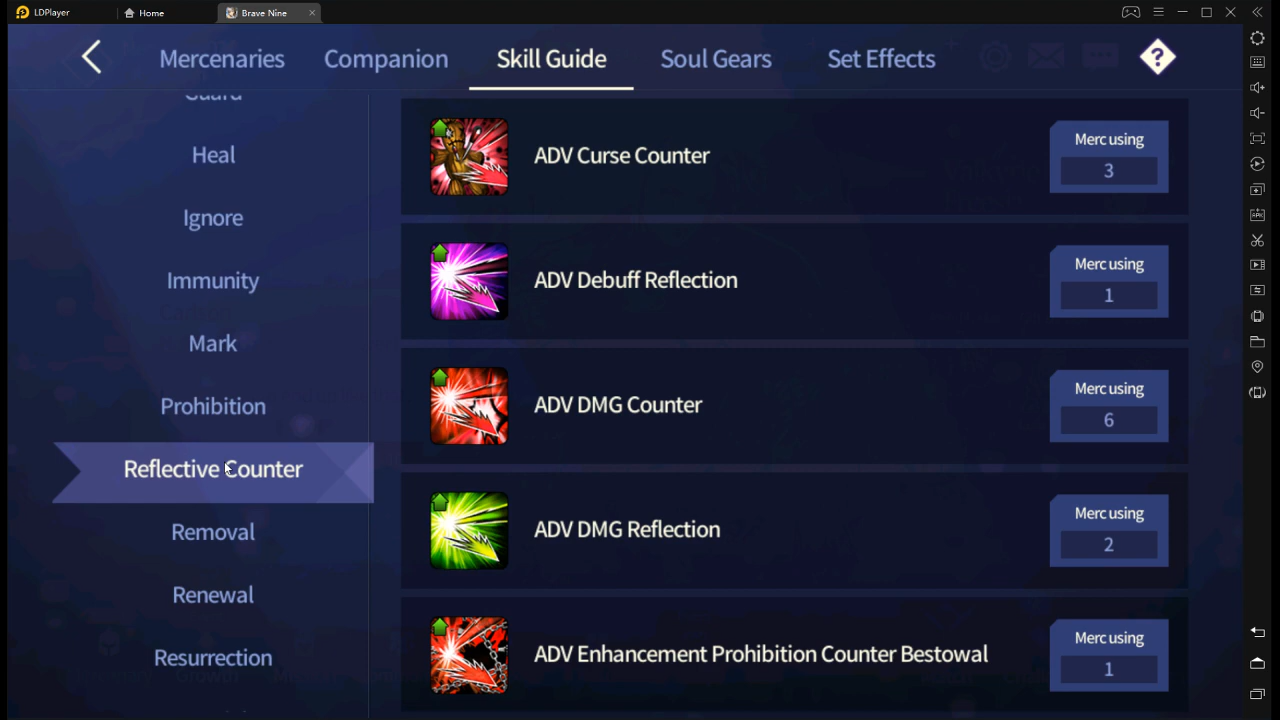 LDPlayer
Home
Brave Nine
Mercenaries
Companion
Skill Guide
Soul Gears
Set Effects
?
Guard
Heal
Ignore
Immunity
Mark
Prohibition
Reflective Counter
Removal
Renewal
Resurrection
ADV Curse Counter
Merc using
3
ADV Debuff Reflection
Merc using
1
ADV DMG Counter
Merc using
6
ADV DMG Reflection
Merc using
2
ADV Enhancement Prohibition Counter Bestowal
Merc using
1